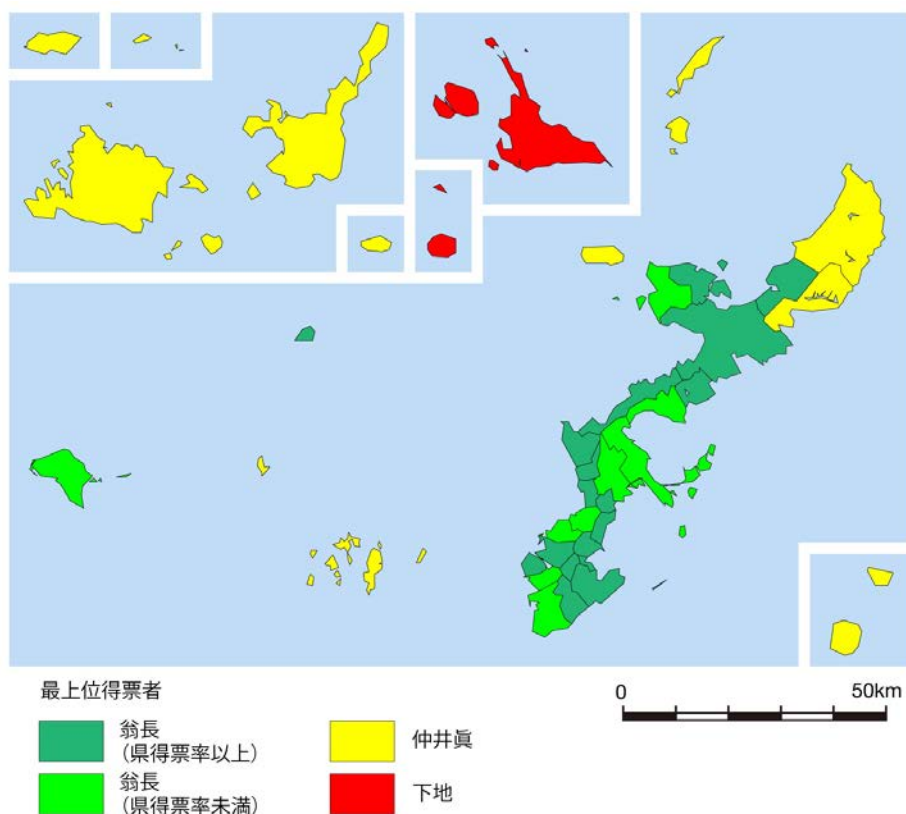 0
50km
最上位得票者
翁長
（県得票率以上）
仲井眞
翁長
（県得票率未満）
下地